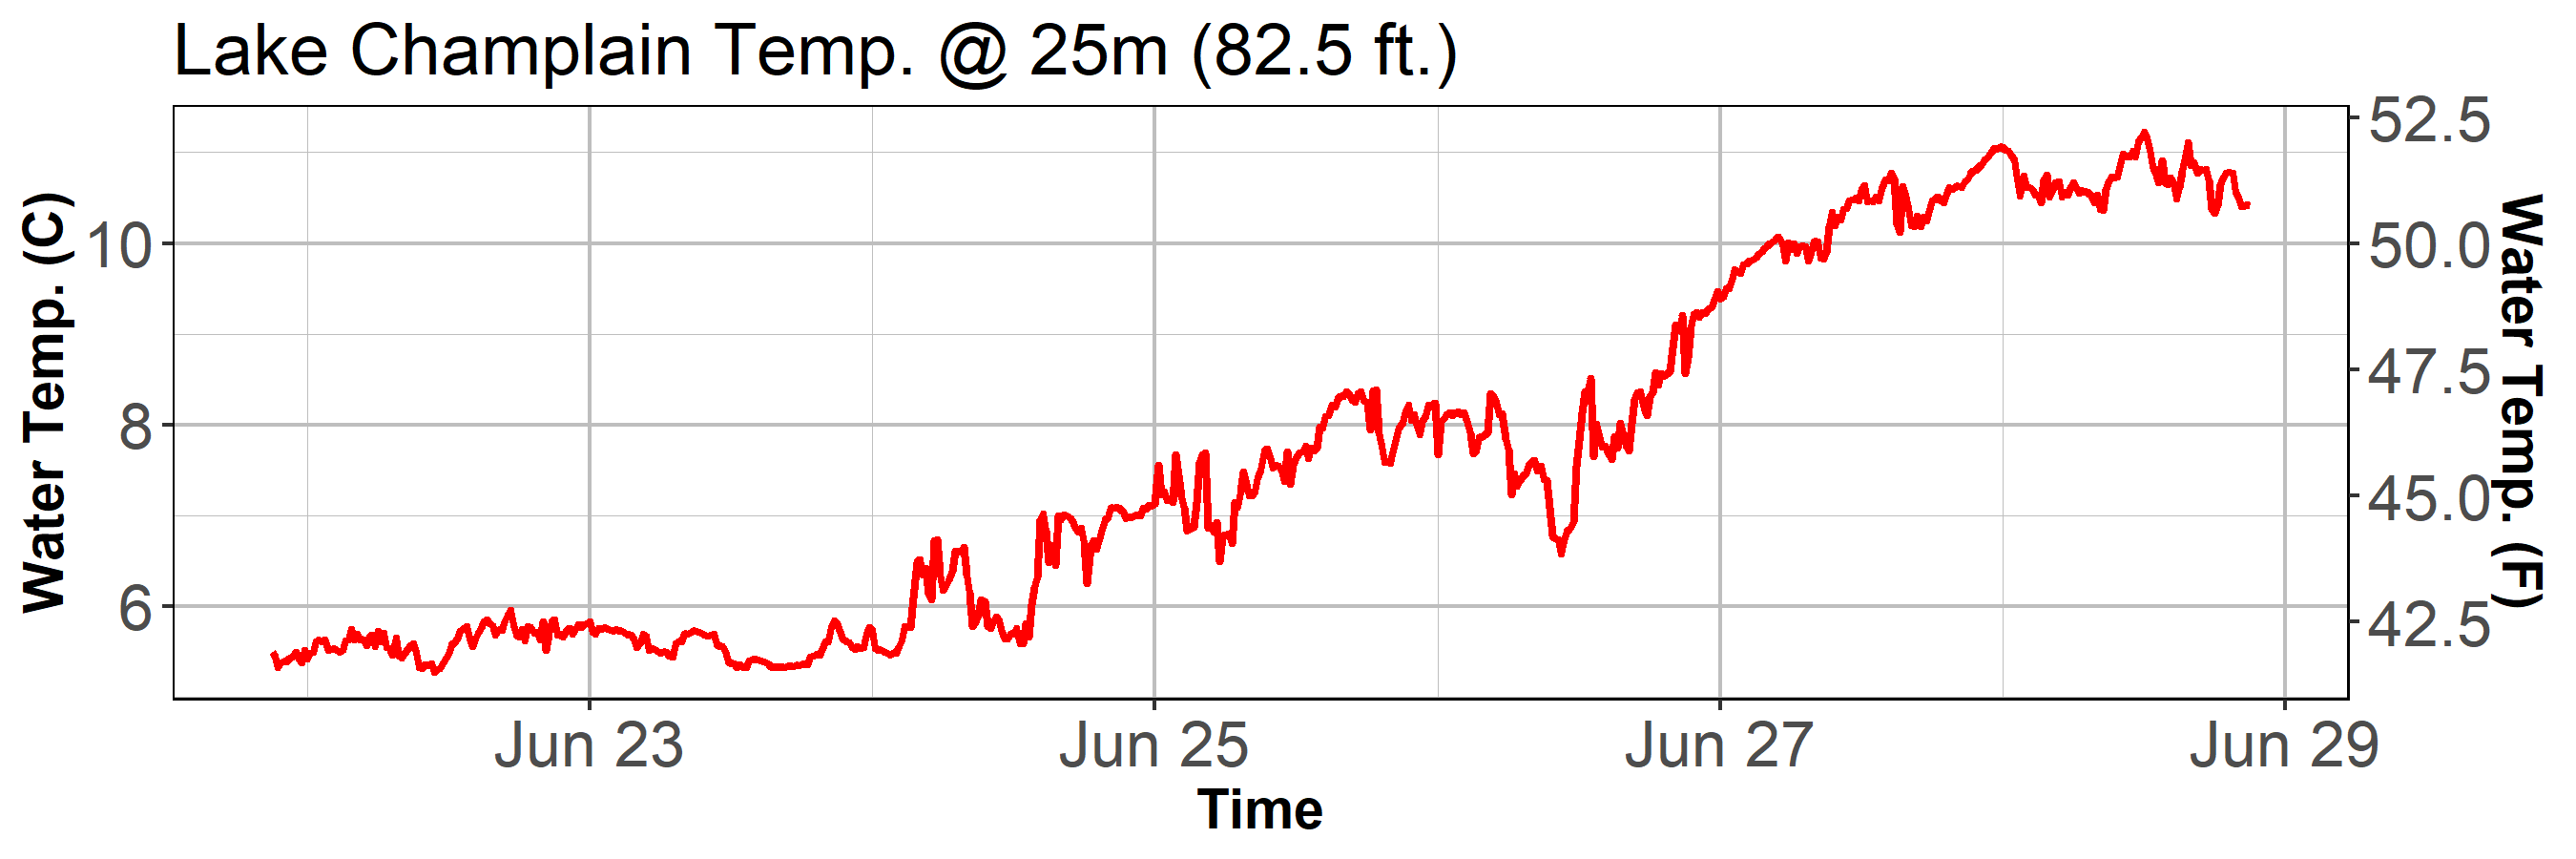 Lake Champlain Temp. @ 25m (82.5 ft.)
Water Temp. (C)
10
8
6
52.5
50.0
47.5
45.0
42.5
Water Temp. (F)
Jun 23
Jun 25
Jun 27
Jun 29
Time